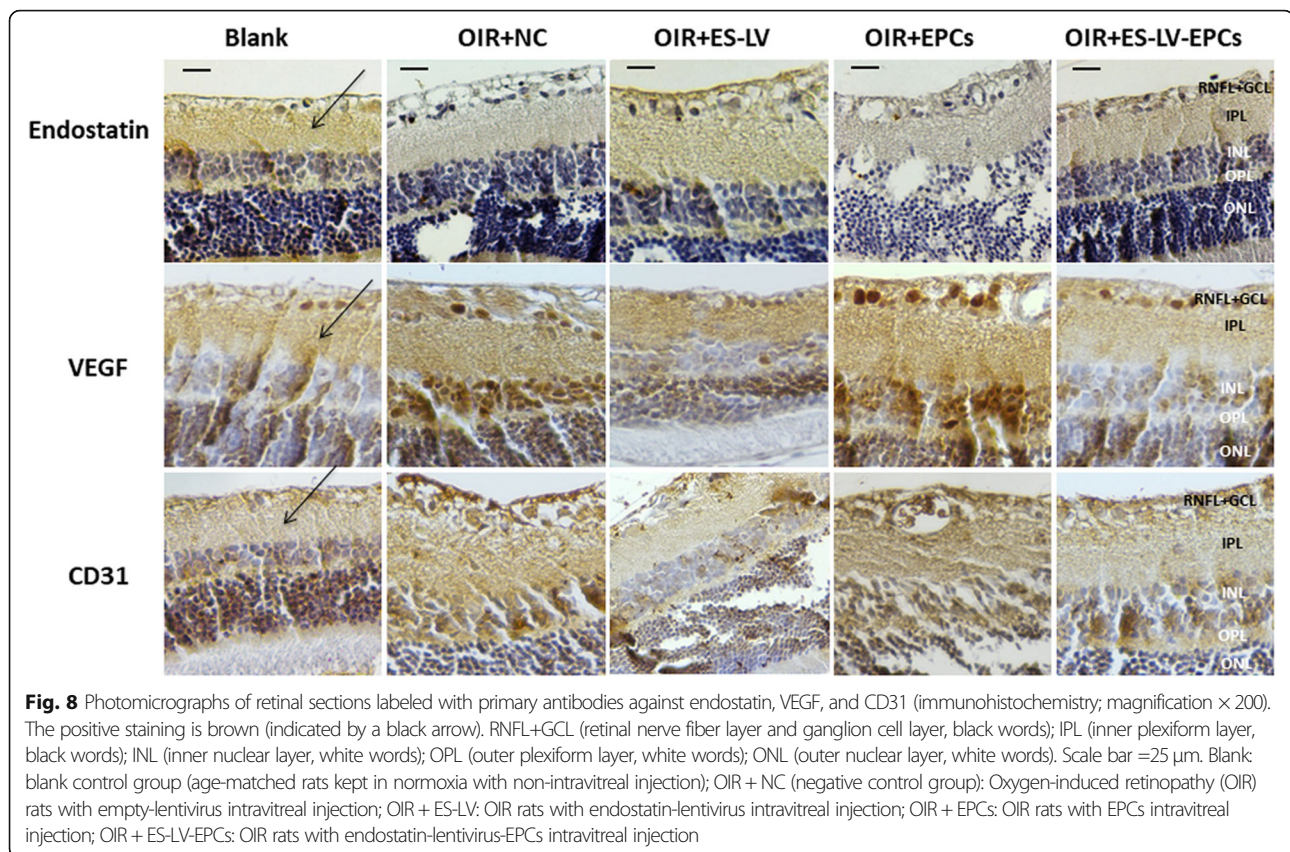 Blank OIR+NC OIR+ES-LV OIR+EPCs OIR+ES-LV-EPCs
Endostatin
RNFL+GCL
IPL
INL
OPL
ONL
VEGF
RNFL+GCL
IPL
INL
OPL
ONL
CD31
RNFL+GCL
IPL
INL
OPL
ONL
Fig. 8 Photomicrographs of retinal sections labeled with primary antibodies against endostatin, VEGF, and CD31 (immunohistochemistry; magnification × 200).
The positive staining is brown (indicated by a black arrow). RNFL+GCL (retinal nerve fiber layer and ganglion cell layer, black words); IPL (inner plexiform layer,
black words); INL (inner nuclear layer, white words); OPL (outer plexiform layer, white words); ONL (outer nuclear layer, white words). Scale bar =25 μm. Blank:
blank control group (age-matched rats kept in normoxia with non-intravitreal injection); OIR + NC (negative control group): Oxygen-induced retinopathy (OIR)
rats with empty-lentivirus intravitreal injection; OIR + ES-LV: OIR rats with endostatin-lentivirus intravitreal injection; OIR + EPCs: OIR rats with EPCs intravitreal
injection; OIR + ES-LV-EPCs: OIR rats with endostatin-lentivirus-EPCs intravitreal injection